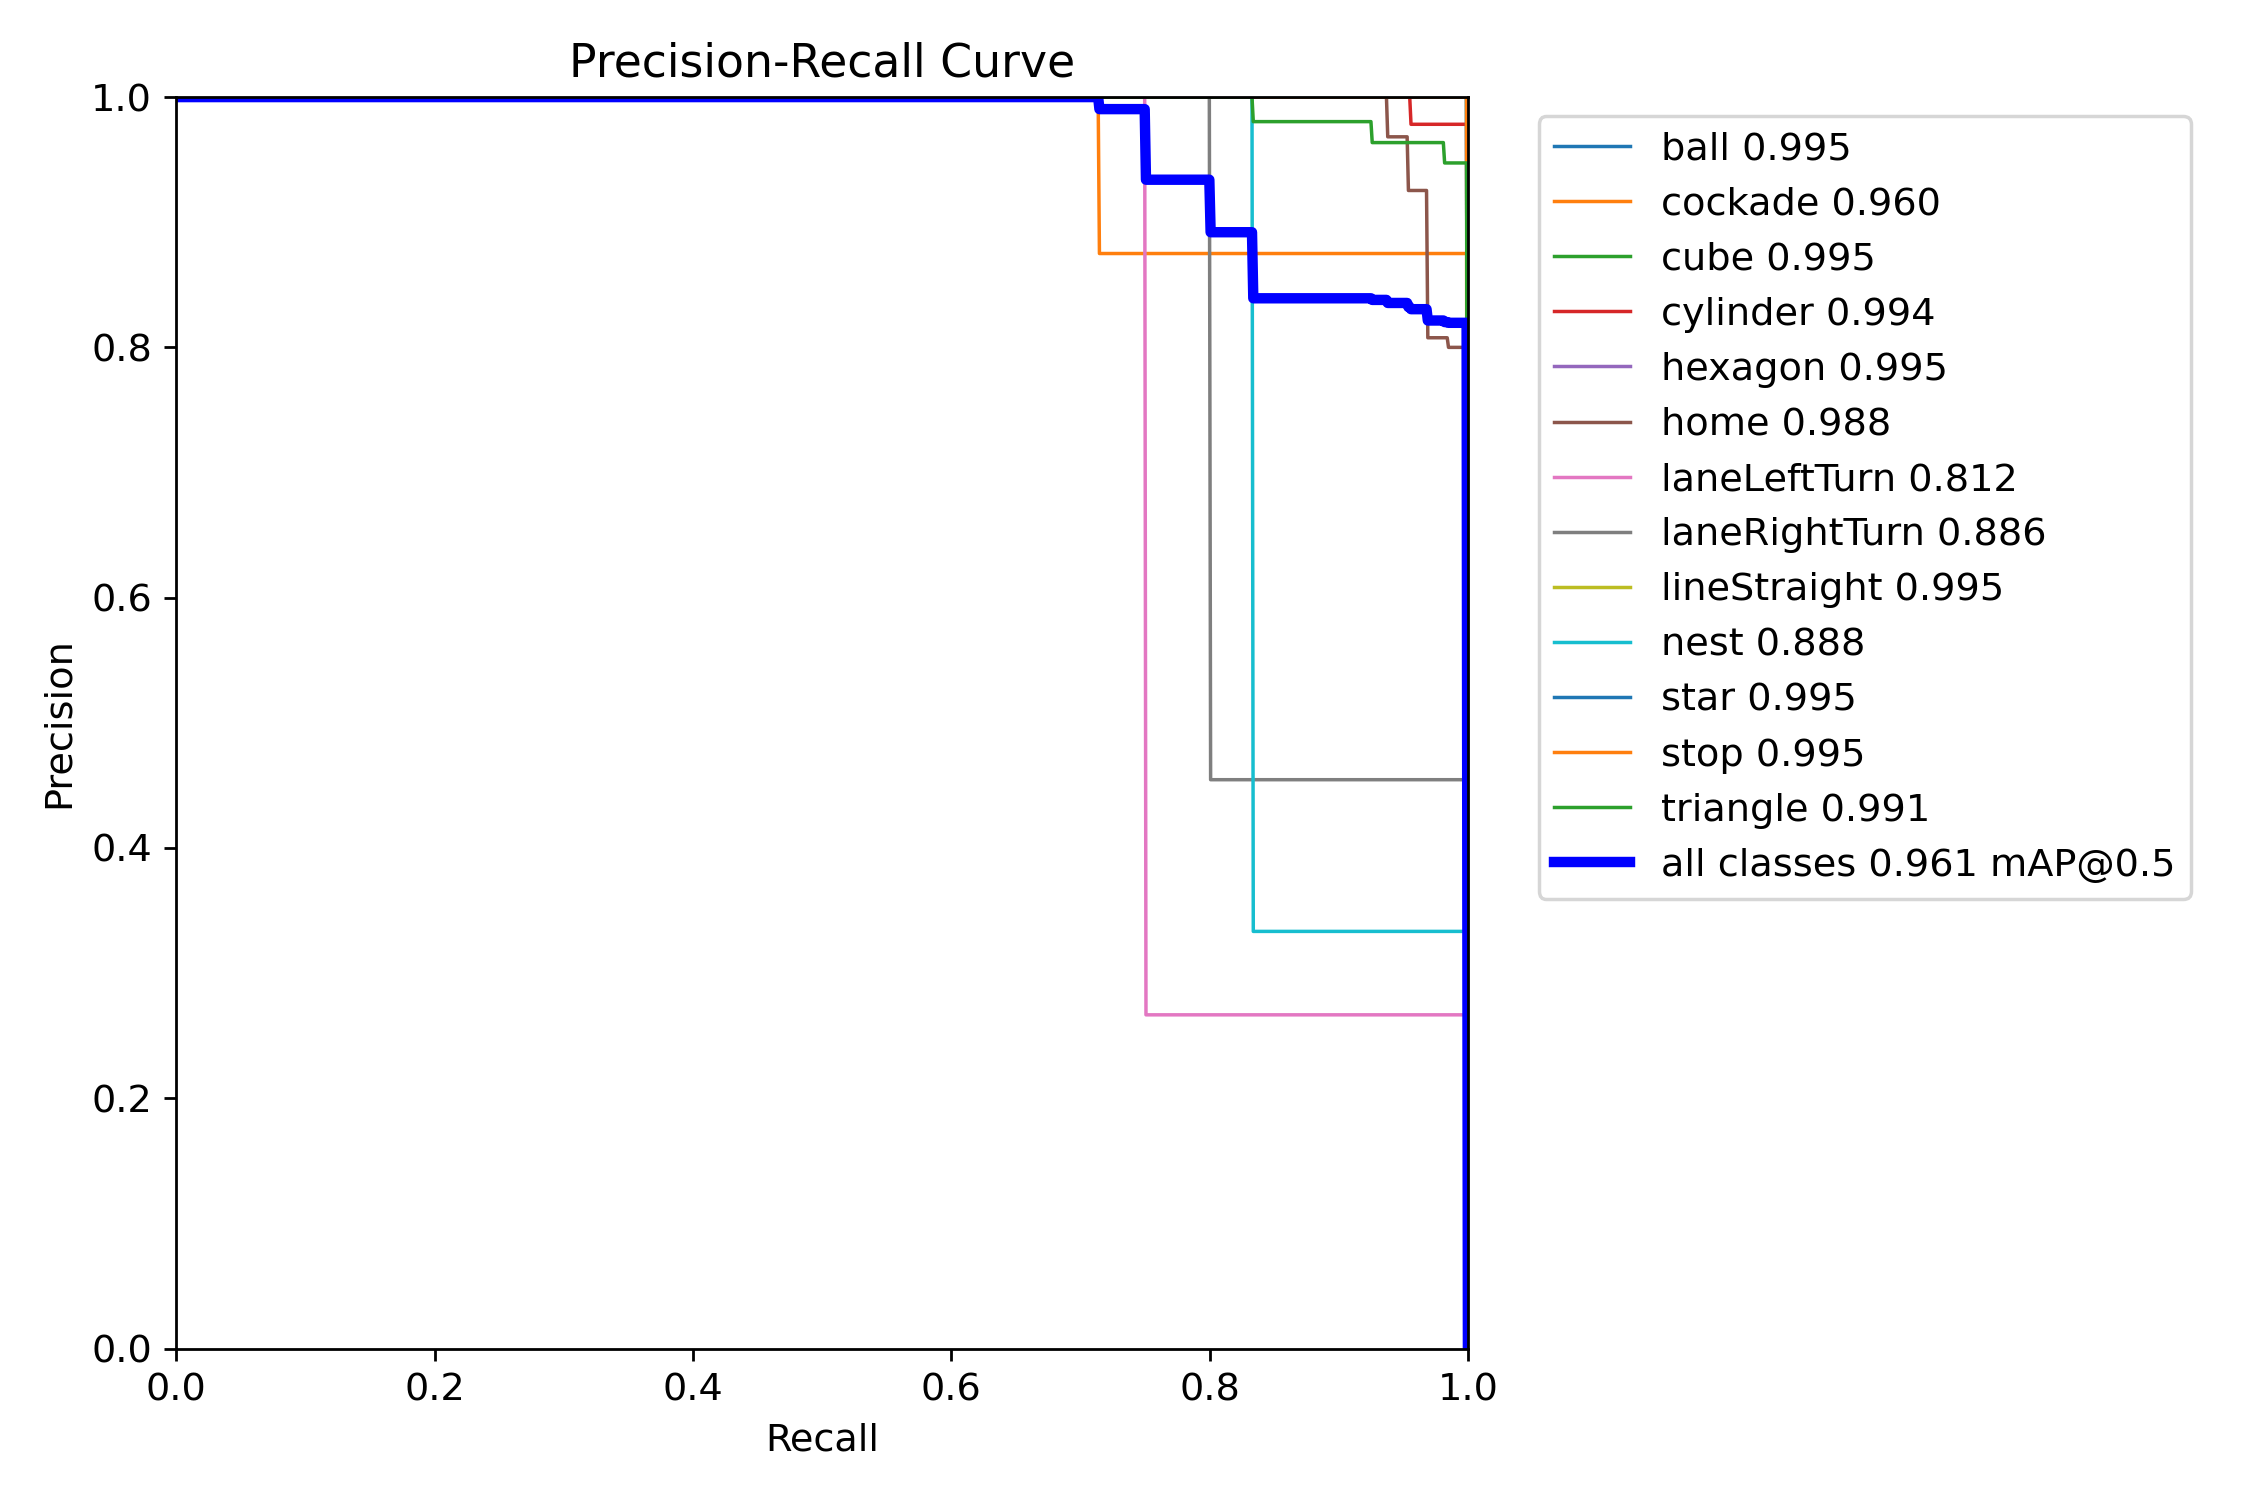 Precision-Recall Curve
1.0
0.8
0.6
0.4
0.2
0.0
Precision
0.0 0.2 0.4 0.6 0.8 1.0
Recall
ball 0.995
cockade 0.960
cube 0.995
cylinder 0.994
hexagon 0.995
home 0.988
laneLeftTurn 0.812
laneRightTurn 0.886
lineStraight 0.995
nest 0.888
star 0.995
stop 0.995
triangle 0.991
all classes 0.961 mAP@0.5